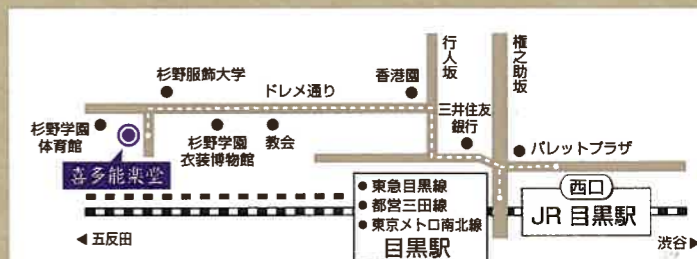 行人坂
権之助坂
杉野服飾大学
ドレメ通り
香港園
三井住友
銀行
杉野学園
体育館
杉野学園
衣装博物館
教会
パレットプラザ
喜多能楽堂
●東急目黒線
●都営三田線
●東京メトロ南北線
目黒駅
西口
JR 目黒駅
◀五反田
渋谷▶